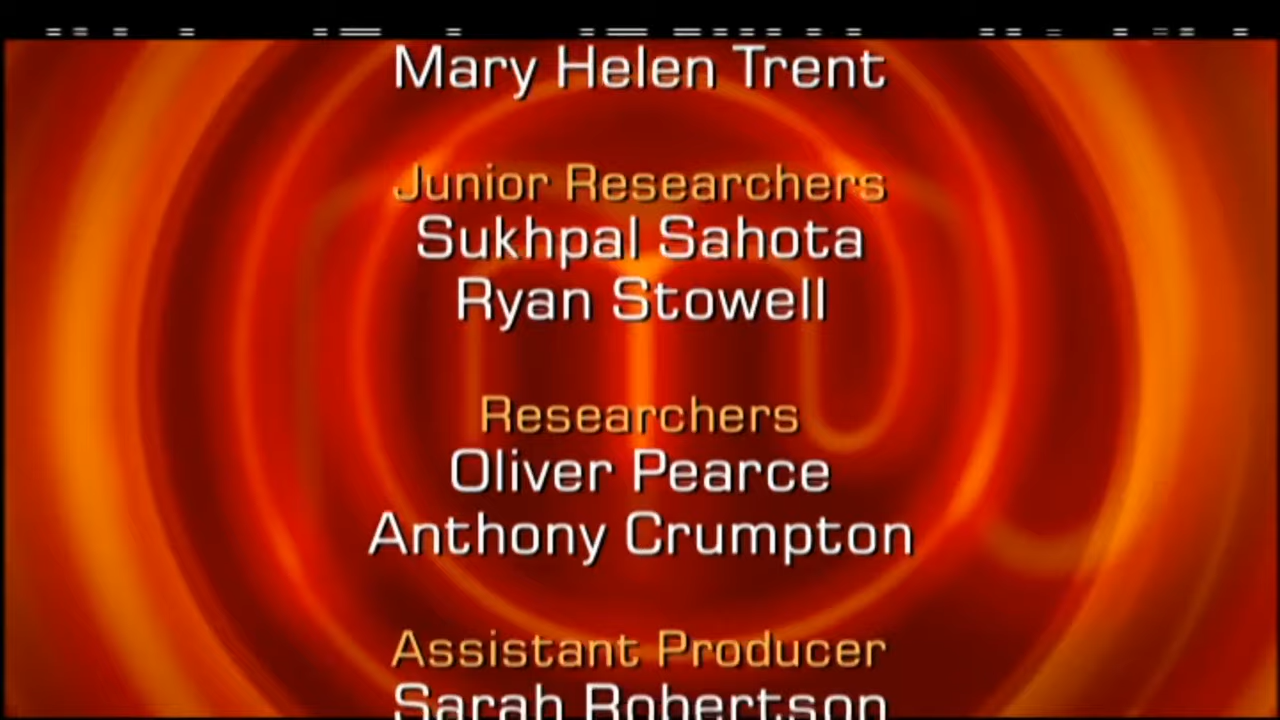 Mary Helen Trent
Junior Researchers
Sukhpal Sahota
Ryan Stowell
Researchers
Oliver Pearce
Anthony Crumpton
Assistant Producer
Sarah Robertson